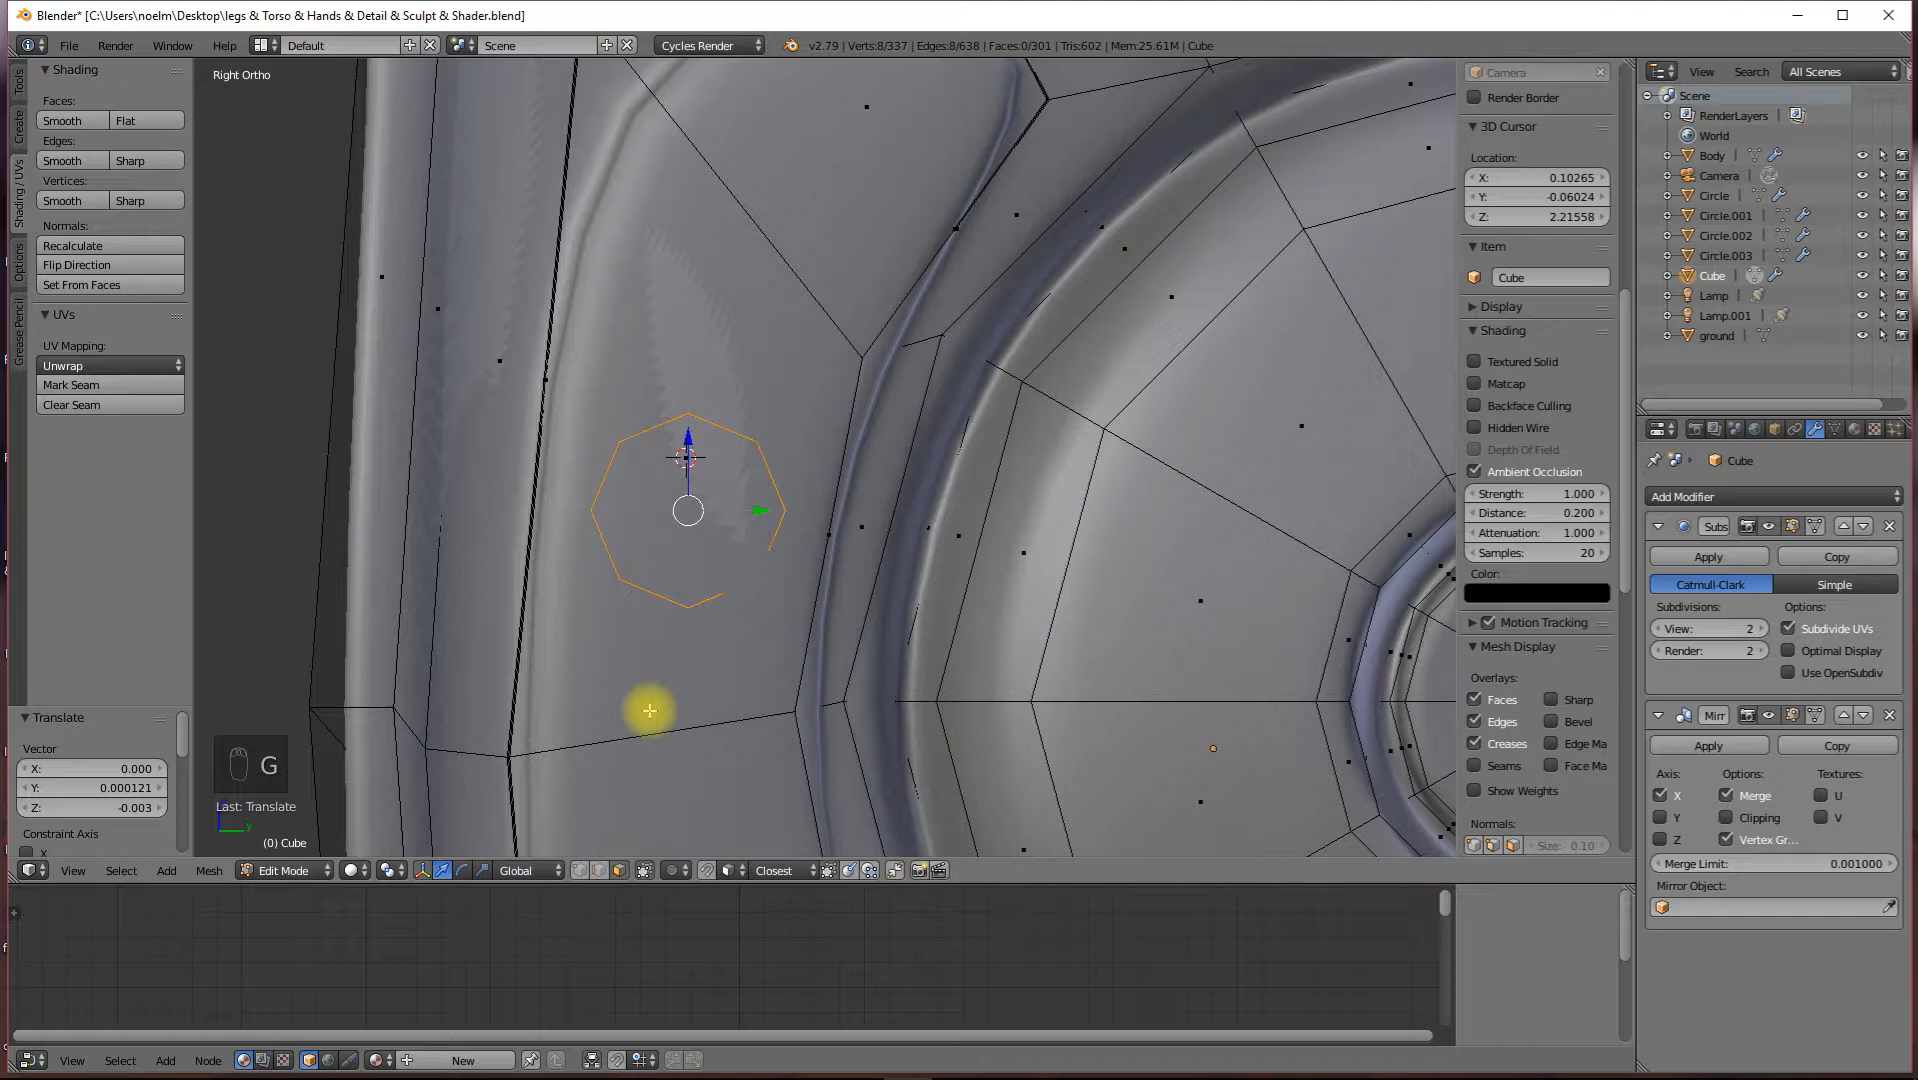 Blender* [C:\Users\noelm\Desktop\legs & Torso & Hands & Detail & Sculpt & Shader.blend]
File Render Window Help Default Scene Cycles Render v2.79 | Verts:8/337 | Edges:8/638 | Faces:0/301 | Tris:602 | Mem:25.61M | Cube
Tools
Create
Shading / UVs
Options
Grease Pencil
Shading
Faces:
Smooth Flat
Edges:
Smooth Sharp
Vertices:
Smooth Sharp
Normals:
Recalculate
Flip Direction
Set From Faces
UVs
UV Mapping:
Unwrap
Mark Seam
Clear Seam
Translate
Vector
X: 0.000
Y: 0.000121
Z: -0.003
Constraint Axis
X
Right Ortho
G
Last: Translate
y
(0) Cube
View Select Add Mesh Edit Mode Global Closest
View Select Add Node New
Camera
Render Border
3D Cursor
Location:
X: 0.10265
Y: -0.06024
Z: 2.21558
Item
Cube
Display
Shading
Textured Solid
Matcap
Backface Culling
Hidden Wire
Depth Of Field
Ambient Occlusion
Strength: 1.000
Distance: 0.200
Attenuation: 1.000
Samples: 20
Color:
Motion Tracking
Mesh Display
Overlays:
Faces Sharp
Edges Bevel
Creases Edge Ma
Seams Face Ma
Show Weights
Normals:
Size: 0.10
View Search All Scenes
Scene
RenderLayers
World
Body
Camera
Circle
Circle.001
Circle.002
Circle.003
Cube
Lamp
Lamp.001
ground
Cube
Add Modifier
Subs
Apply Copy
Catmull-Clark Simple
Subdivisions: Options:
View: 2 Subdivide UVs
Render: 2 Optimal Display
Use OpenSubdiv
Mirr
Apply Copy
Axis: Options: Textures:
X Merge U
Y Clipping V
Z Vertex Gr...
Merge Limit: 0.001000
Mirror Object: